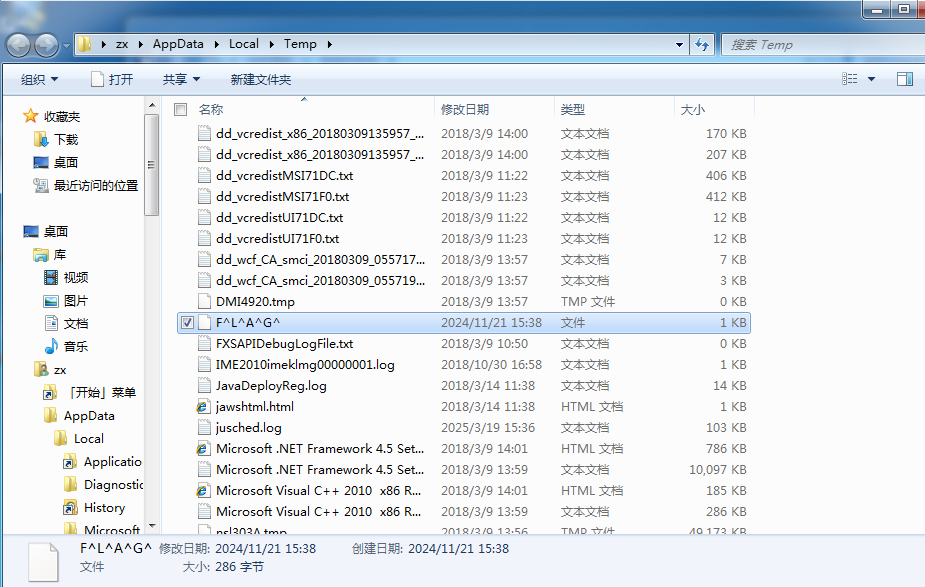 zx AppData Local Temp 搜索 Temp
组织 打开 共享 新建文件夹
收藏夹
下载
桌面
最近访问的位置
桌面
库
视频
图片
文档
音乐
zx
「开始」菜单
AppData
Local
Applicatio
Diagnostic
History
Microsoft
名称 修改日期 类型 大小
dd_vcredist_x86_20180309135957_... 2018/3/9 14:00 文本文档 170 KB
dd_vcredist_x86_20180309135957_... 2018/3/9 14:00 文本文档 207 KB
dd_vcredistMSI71DC.txt 2018/3/9 11:22 文本文档 406 KB
dd_vcredistMSI71F0.txt 2018/3/9 11:23 文本文档 412 KB
dd_vcredistUI71DC.txt 2018/3/9 11:22 文本文档 12 KB
dd_vcredistUI71F0.txt 2018/3/9 11:23 文本文档 12 KB
dd_wcf_CA_smci_20180309_055717... 2018/3/9 13:57 文本文档 7 KB
dd_wcf_CA_smci_20180309_055719... 2018/3/9 13:57 文本文档 3 KB
DMI4920.tmp 2018/3/9 13:57 TMP 文件 0 KB
F^L^A^G^ 2024/11/21 15:38 文件 1 KB
FXSAPIDebugLogFile.txt 2018/3/9 10:50 文本文档 0 KB
IME2010imeklmg00000001.log 2018/10/30 16:58 文本文档 1 KB
JavaDeployReg.log 2018/3/14 11:38 文本文档 14 KB
jawshtml.html 2018/3/14 11:38 HTML 文档 1 KB
jusched.log 2025/3/19 15:36 文本文档 103 KB
Microsoft .NET Framework 4.5 Set... 2018/3/9 14:01 HTML 文档 786 KB
Microsoft .NET Framework 4.5 Set... 2018/3/9 13:59 文本文档 10,097 KB
Microsoft Visual C++ 2010 x86 R... 2018/3/9 14:01 HTML 文档 185 KB
Microsoft Visual C++ 2010 x86 R... 2018/3/9 13:59 文本文档 286 KB
nsl303A.tmp 2018/3/9 13:56 TMP 文件 49,173 KB
F^L^A^G^ 修改日期: 2024/11/21 15:38 创建日期: 2024/11/21 15:38
文件 大小: 286 字节